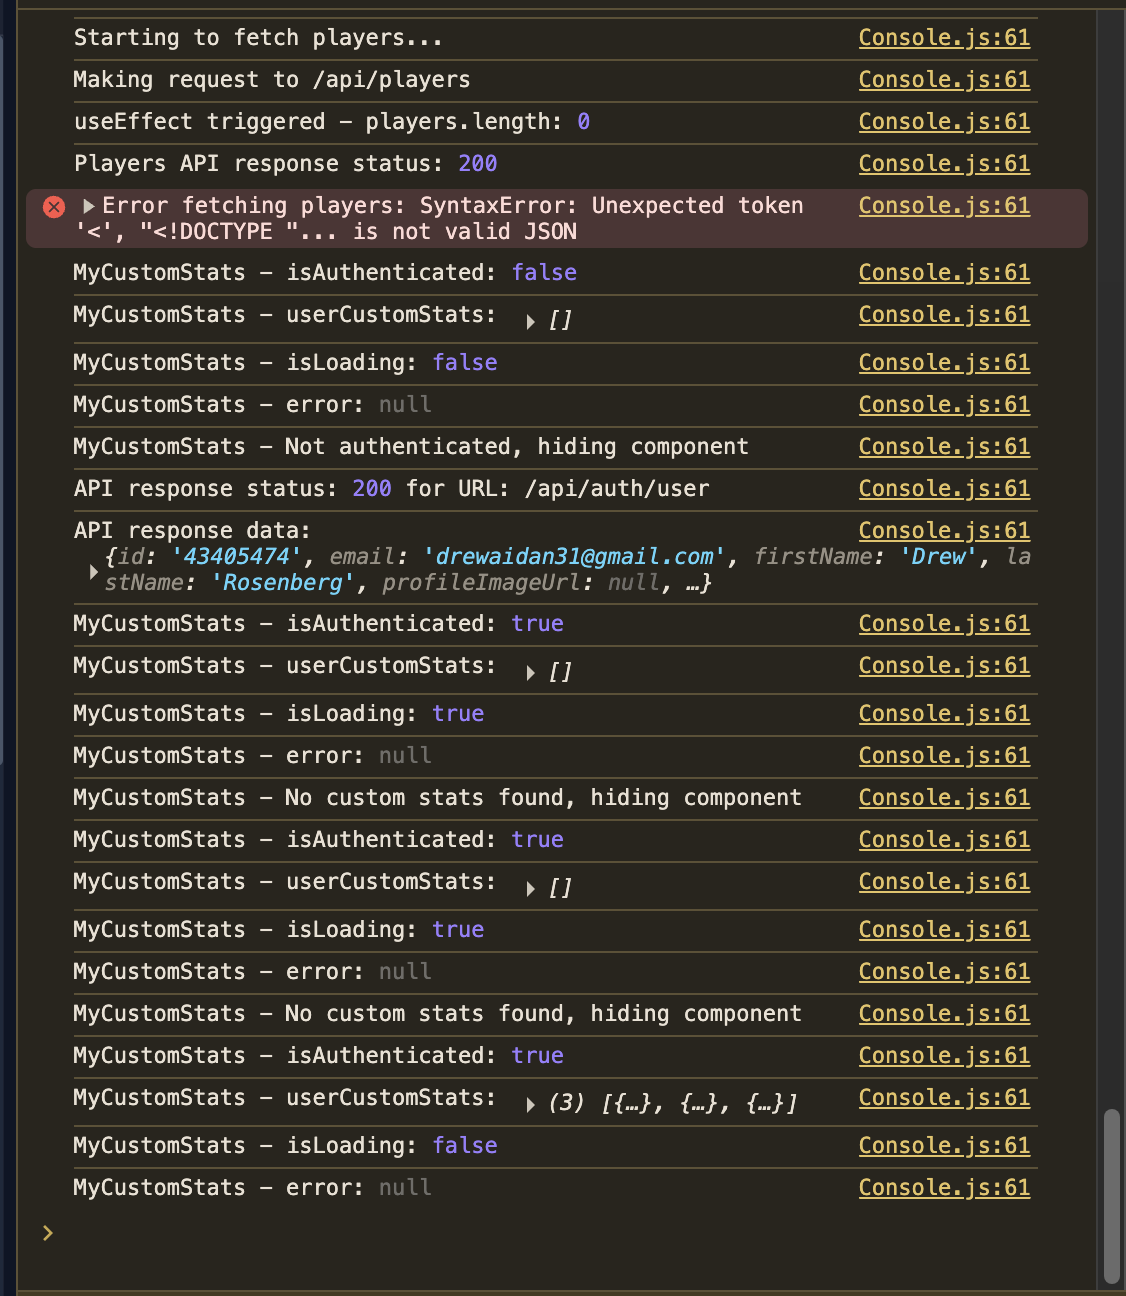 Starting to fetch players... Console.js:61
Making request to /api/players Console.js:61
useEffect triggered – players.length: 0 Console.js:61
Players API response status: 200 Console.js:61
Error fetching players: SyntaxError: Unexpected token Console.js:61
'<', "<!DOCTYPE "... is not valid JSON
MyCustomStats – isAuthenticated: false Console.js:61
MyCustomStats – userCustomStats: [] Console.js:61
MyCustomStats – isLoading: false Console.js:61
MyCustomStats – error: null Console.js:61
MyCustomStats – Not authenticated, hiding component Console.js:61
API response status: 200 for URL: /api/auth/user Console.js:61
API response data: Console.js:61
{id: '43405474', email: 'drewaidan31@gmail.com', firstName: 'Drew', la
stName: 'Rosenberg', profileImageUrl: null, …}
MyCustomStats – isAuthenticated: true Console.js:61
MyCustomStats – userCustomStats: [] Console.js:61
MyCustomStats – isLoading: true Console.js:61
MyCustomStats – error: null Console.js:61
MyCustomStats – No custom stats found, hiding component Console.js:61
MyCustomStats – isAuthenticated: true Console.js:61
MyCustomStats – userCustomStats: [] Console.js:61
MyCustomStats – isLoading: true Console.js:61
MyCustomStats – error: null Console.js:61
MyCustomStats – No custom stats found, hiding component Console.js:61
MyCustomStats – isAuthenticated: true Console.js:61
MyCustomStats – userCustomStats: (3) [{…}, {…}, {…}] Console.js:61
MyCustomStats – isLoading: false Console.js:61
MyCustomStats – error: null Console.js:61